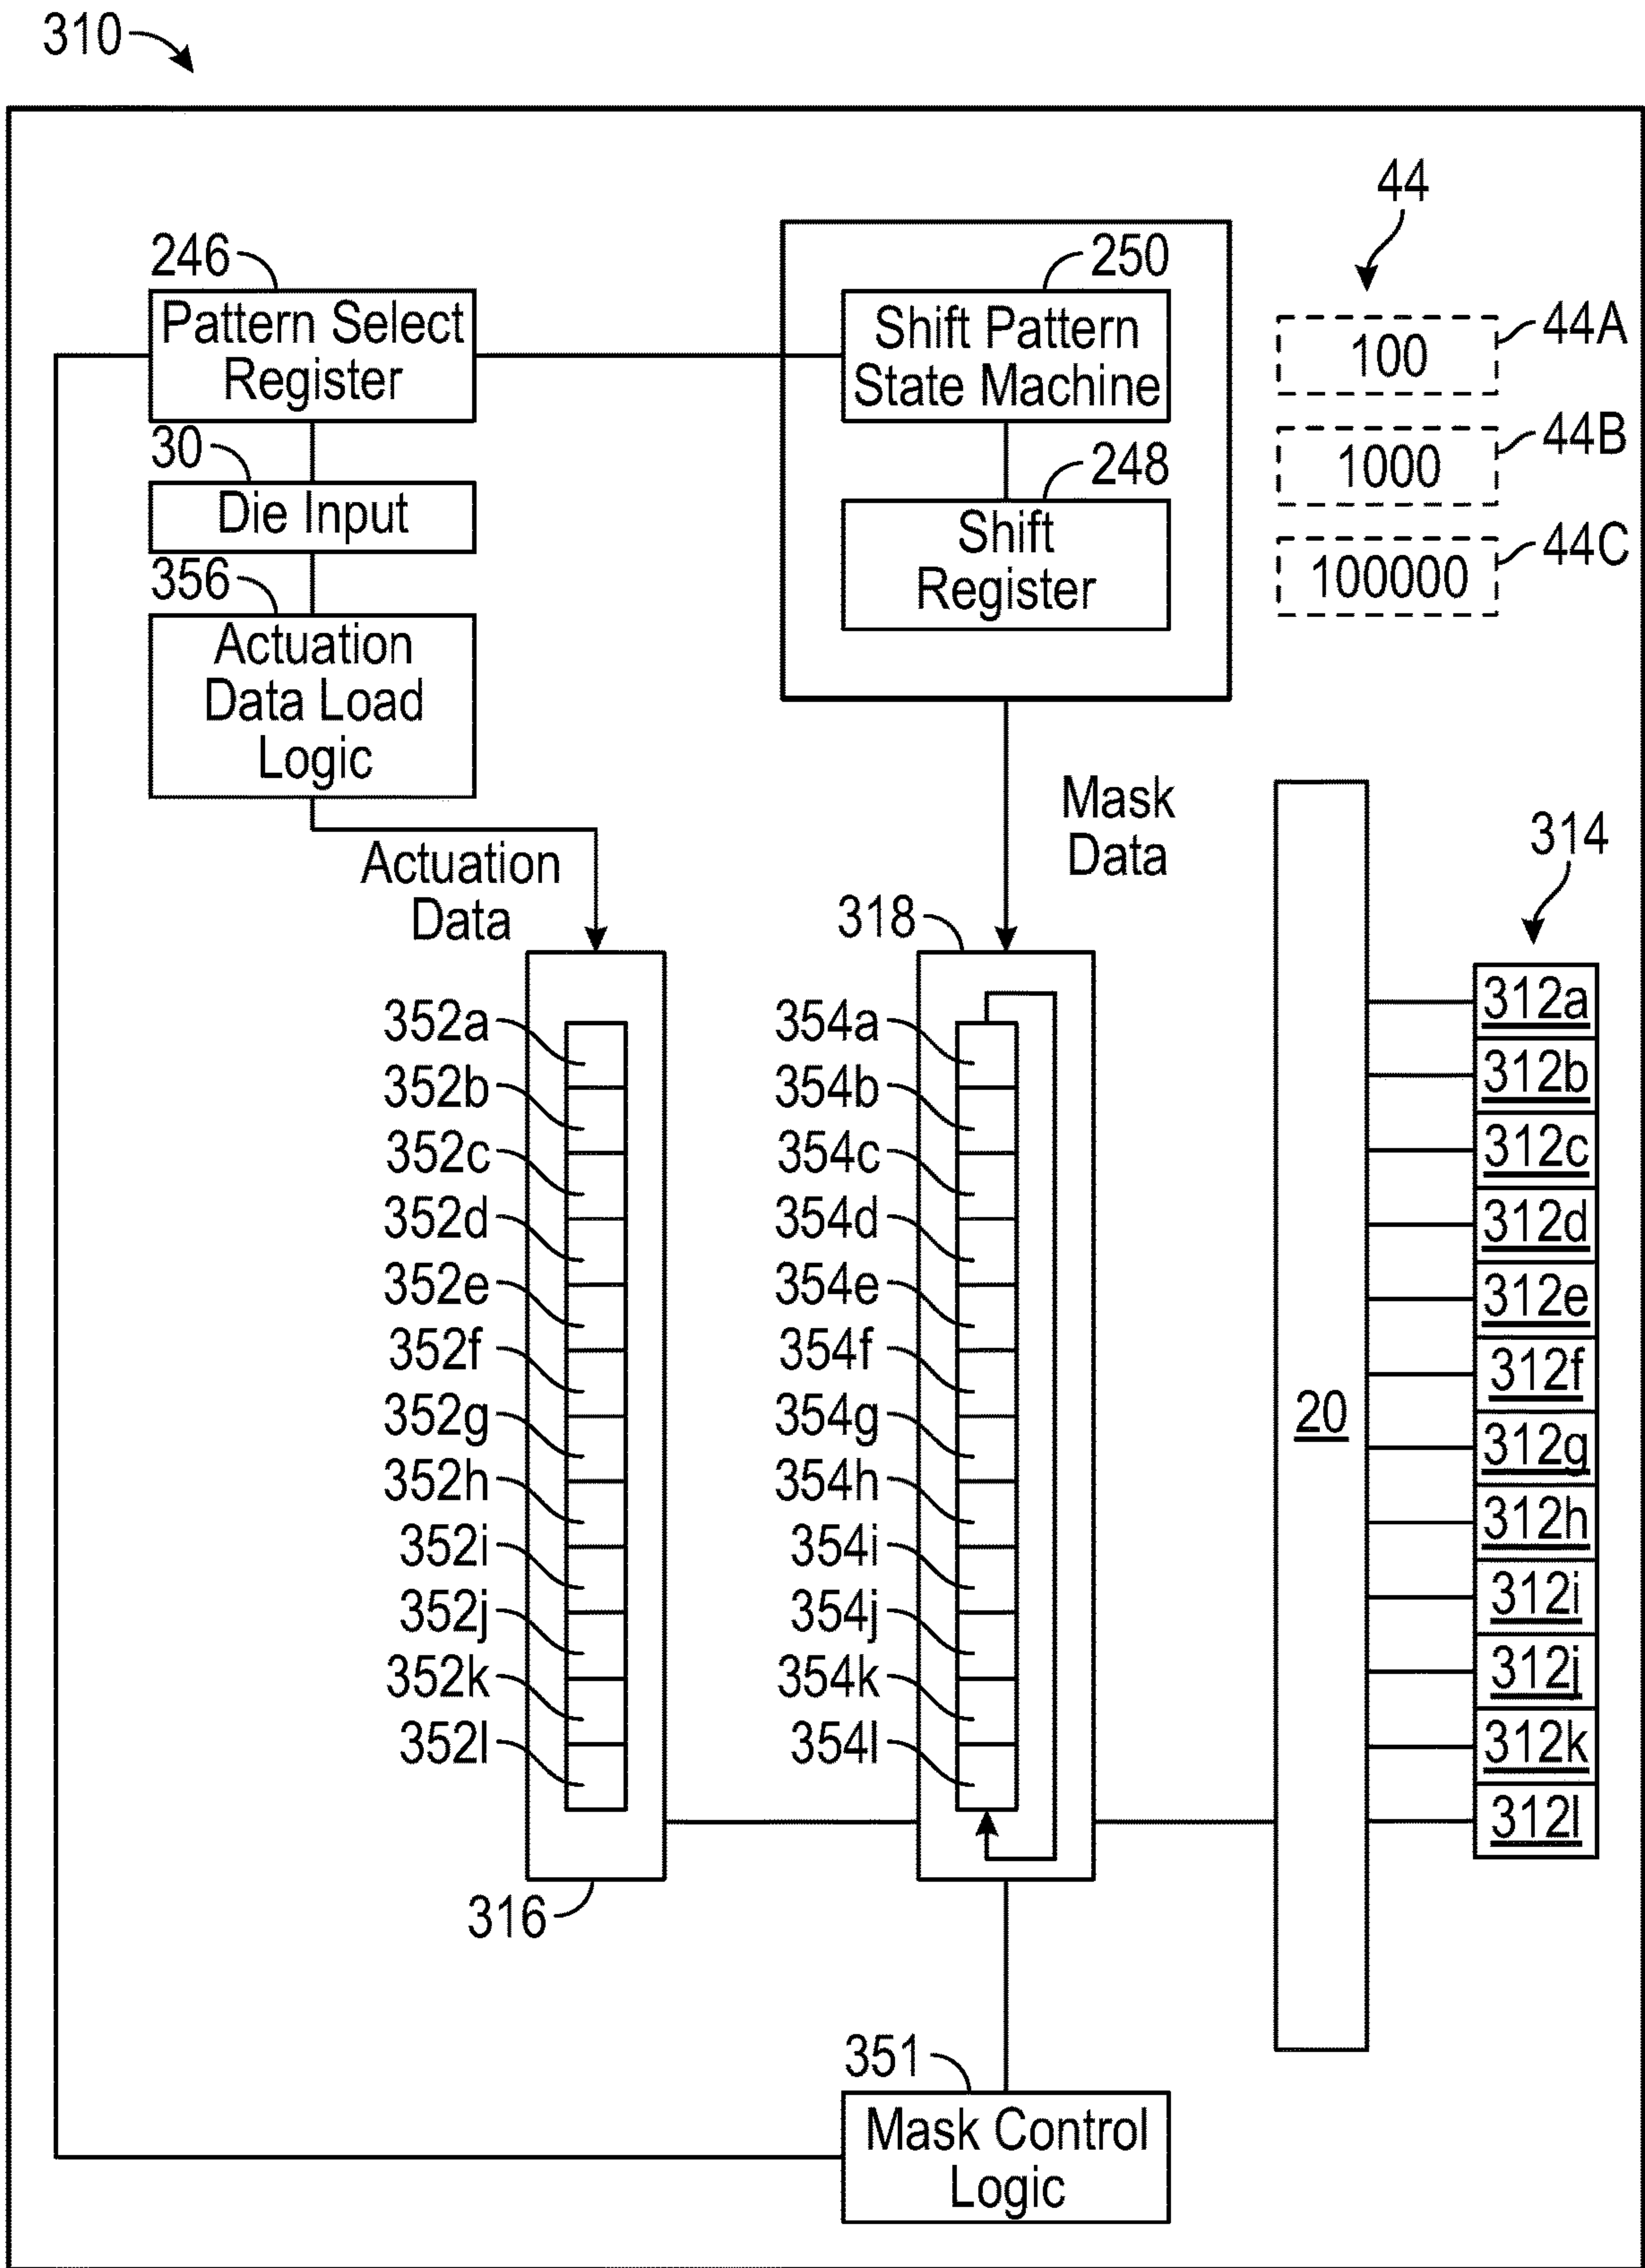 310
44
246
250
Pattern Select
Register
Shift Pattern
State Machine
44A
100
30
248
44B
1000
Die Input
Shift
Register
44C
100000
356
Actuation
Data Load
Logic
Mask
Data
314
Actuation
Data
318
352a
352b
352c
352d
352e
352f
352g
352h
352i
352j
352k
352l
354a
354b
354c
354d
354e
354f
354g
354h
354i
354j
354k
354l
20
312a
312b
312c
312d
312e
312f
312g
312h
312i
312j
312k
312l
316
351
Mask Control
Logic